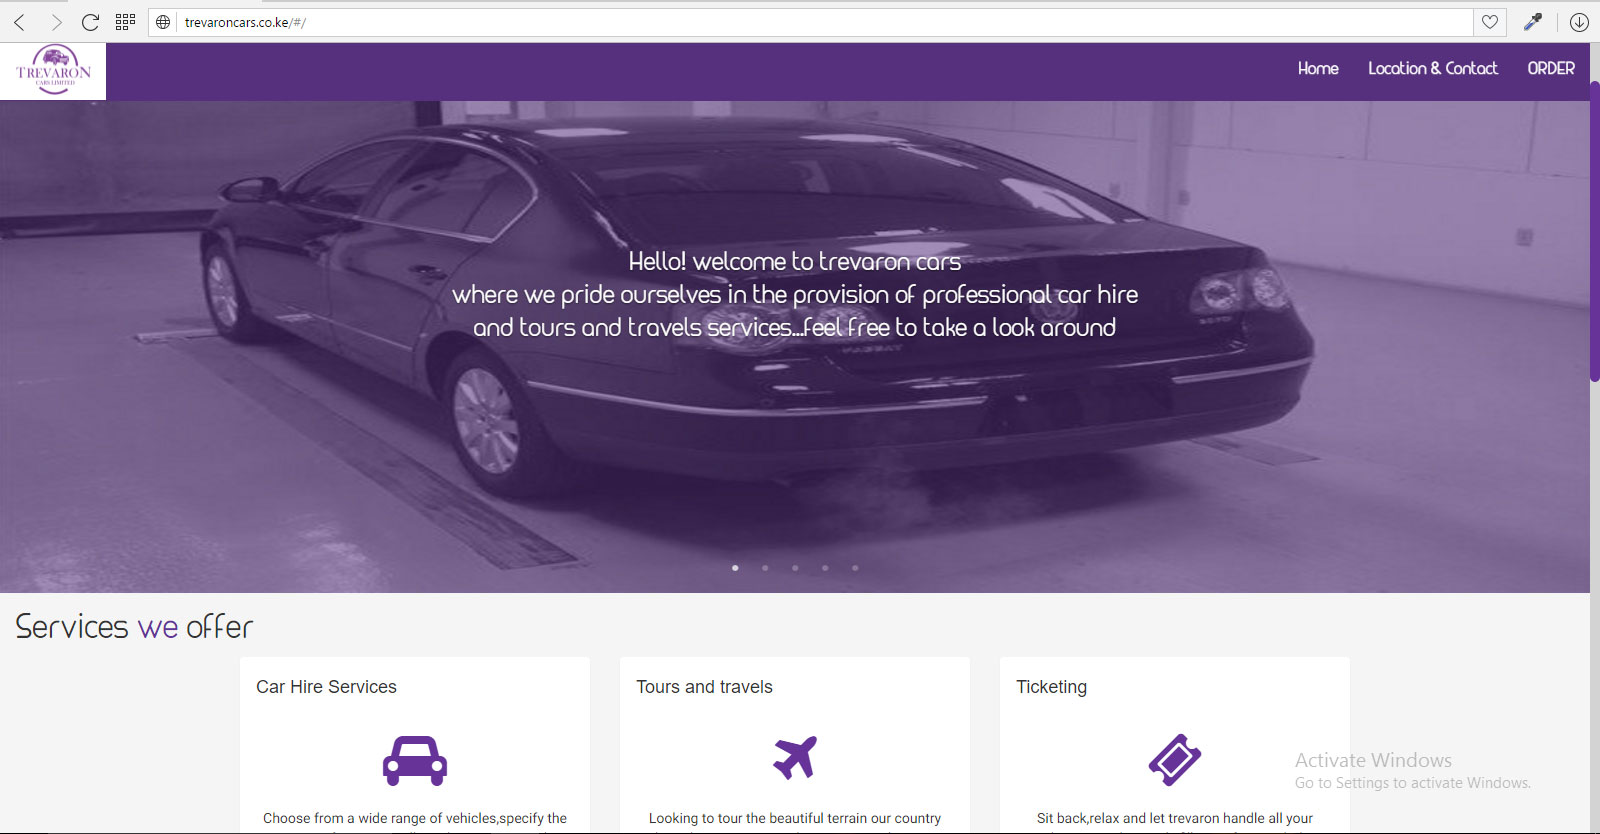 trevaroncars.co.ke/#/
TREVARON
CARS LIMITED
Home Location & Contact ORDER
Hello! welcome to trevaron cars
where we pride ourselves in the provision of professional car hire
and tours and travels services...feel free to take a look around
PASSAT
Services we offer
Car Hire Services
Tours and travels
Ticketing
Choose from a wide range of vehicles,specify the
Looking to tour the beautiful terrain our country
Sit back,relax and let trevaron handle all your
Activate Windows
Go to Settings to activate Windows.